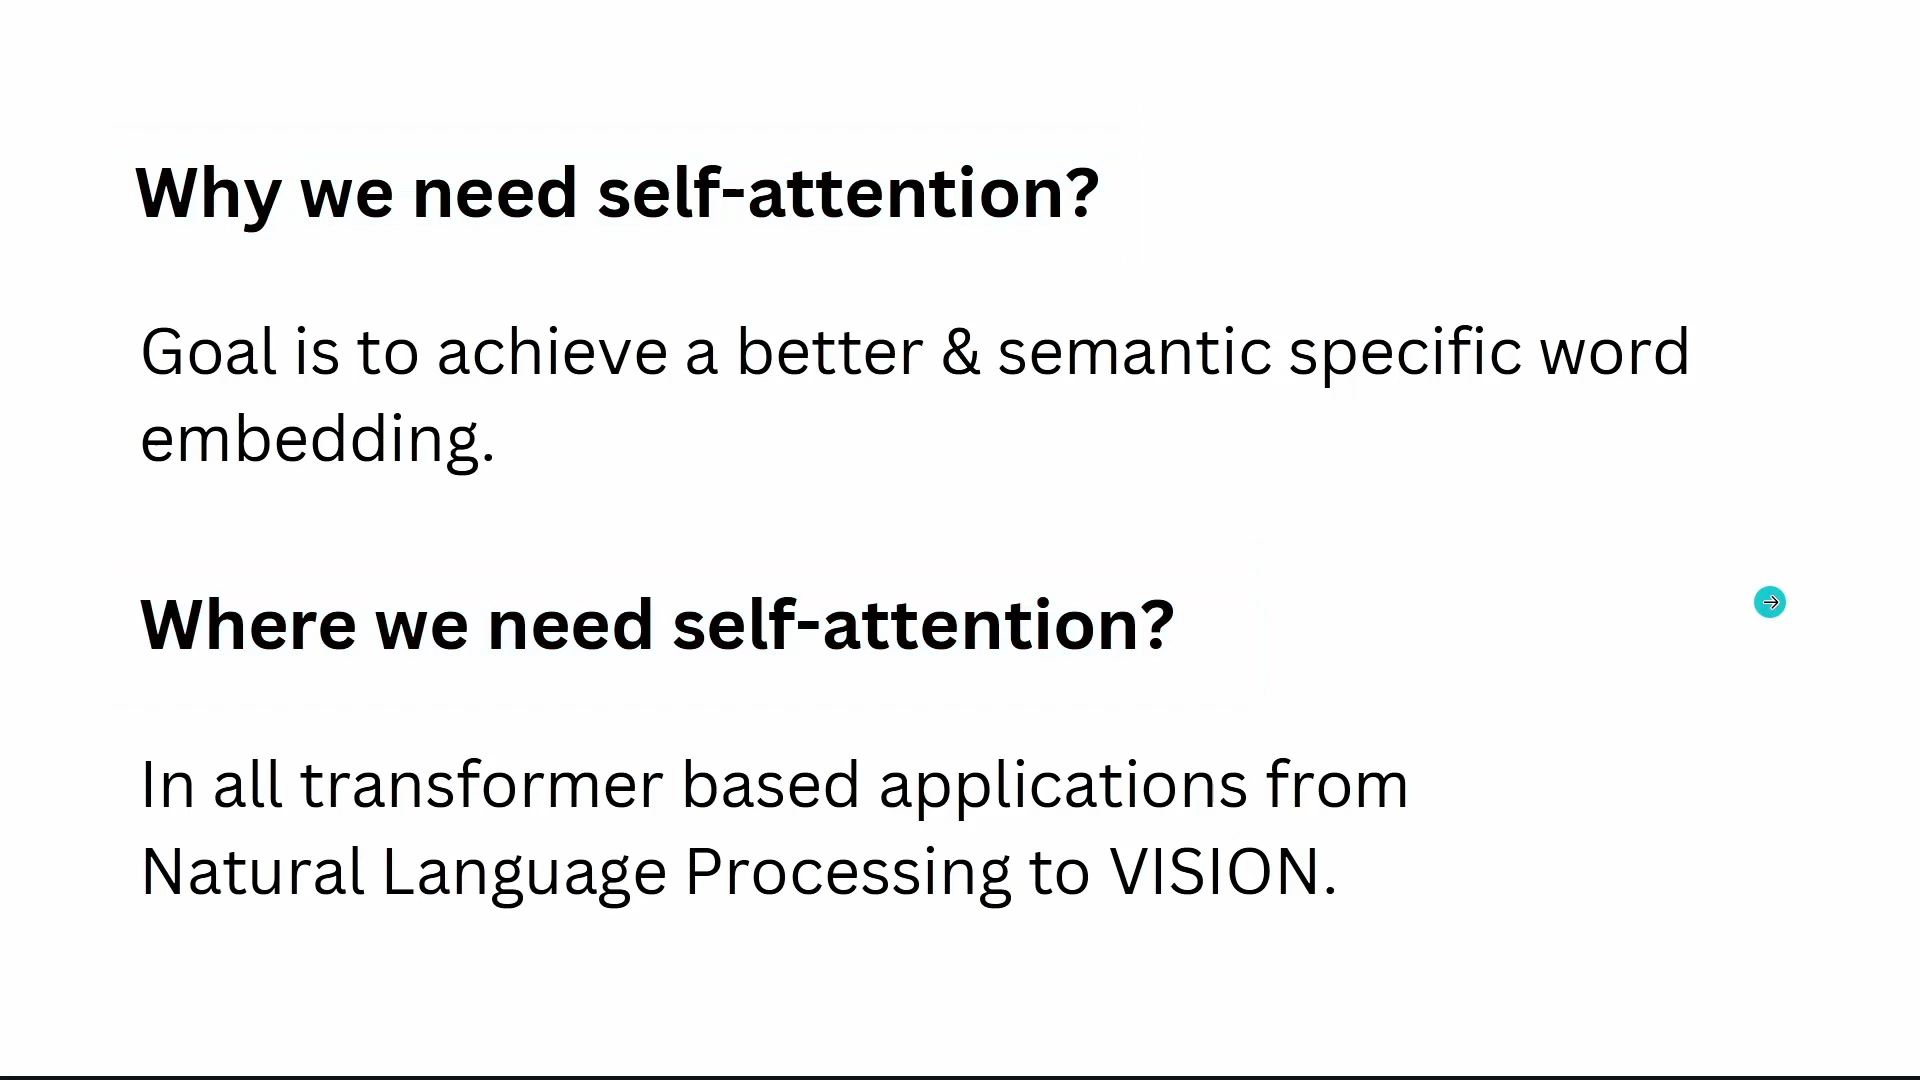 Why we need self-attention?
Goal is to achieve a better & semantic specific word
embedding.
Where we need self-attention?
In all transformer based applications from
Natural Language Processing to VISION.